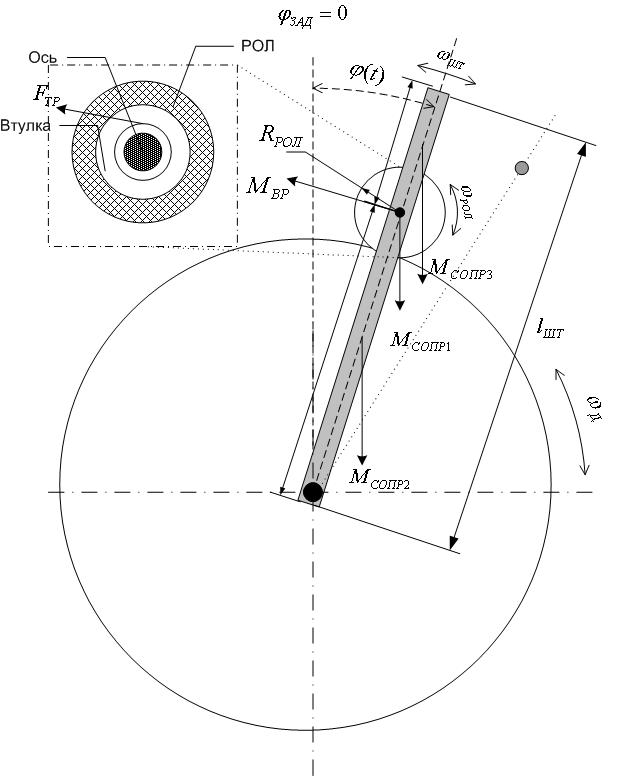 φ_ЗАД = 0
РОЛ
Ось
F_ТР
Втулка
φ(t)
ω_шт
R_РОЛ
M_ВР
ω_РОЛ
M_СОПР3
M_СОПР1
l_ШТ
ω_д
M_СОПР2